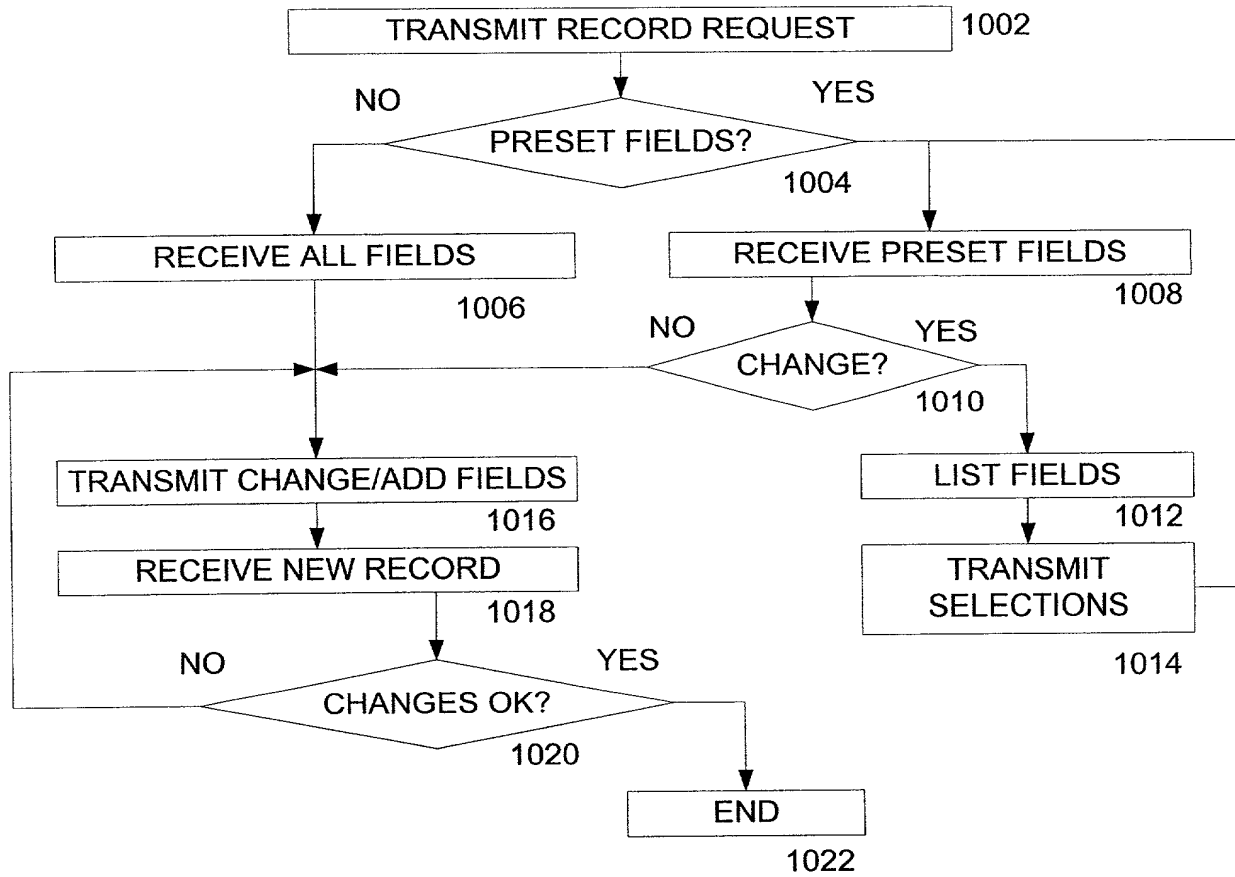 TRANSMIT RECORD REQUEST
1002
NO
YES
PRESET FIELDS?
1004
RECEIVE ALL FIELDS
1006
RECEIVE PRESET FIELDS
1008
NO
YES
CHANGE?
1010
TRANSMIT CHANGE/ADD FIELDS
1016
LIST FIELDS
1012
RECEIVE NEW RECORD
1018
TRANSMIT
SELECTIONS
1014
NO
YES
CHANGES OK?
1020
END
1022